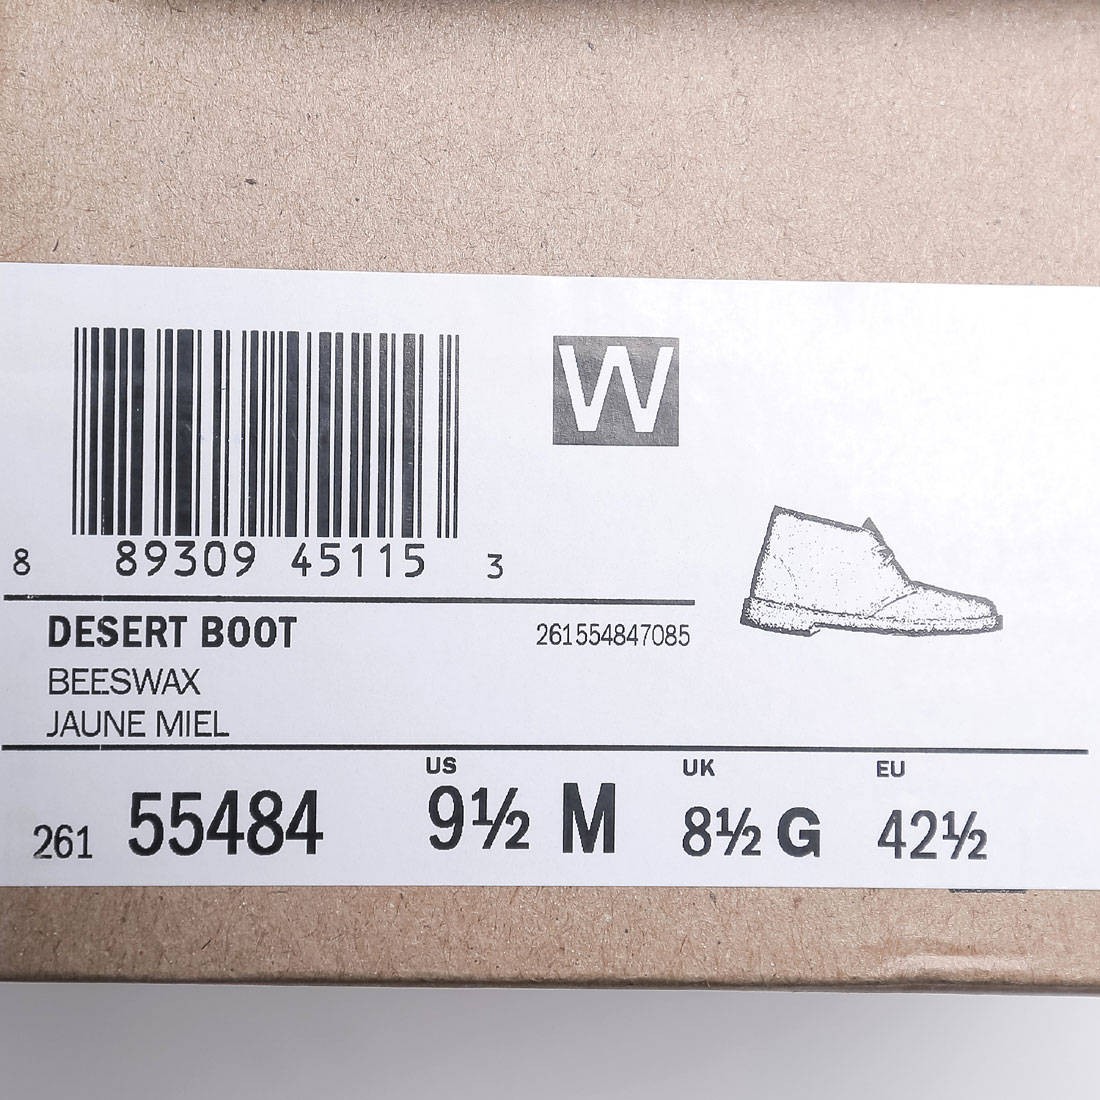 W
8 89309 45115 3
DESERT BOOT 261554847085
BEESWAX
JAUNE MIEL
US UK EU
261 55484 9½ M 8½ G 42½